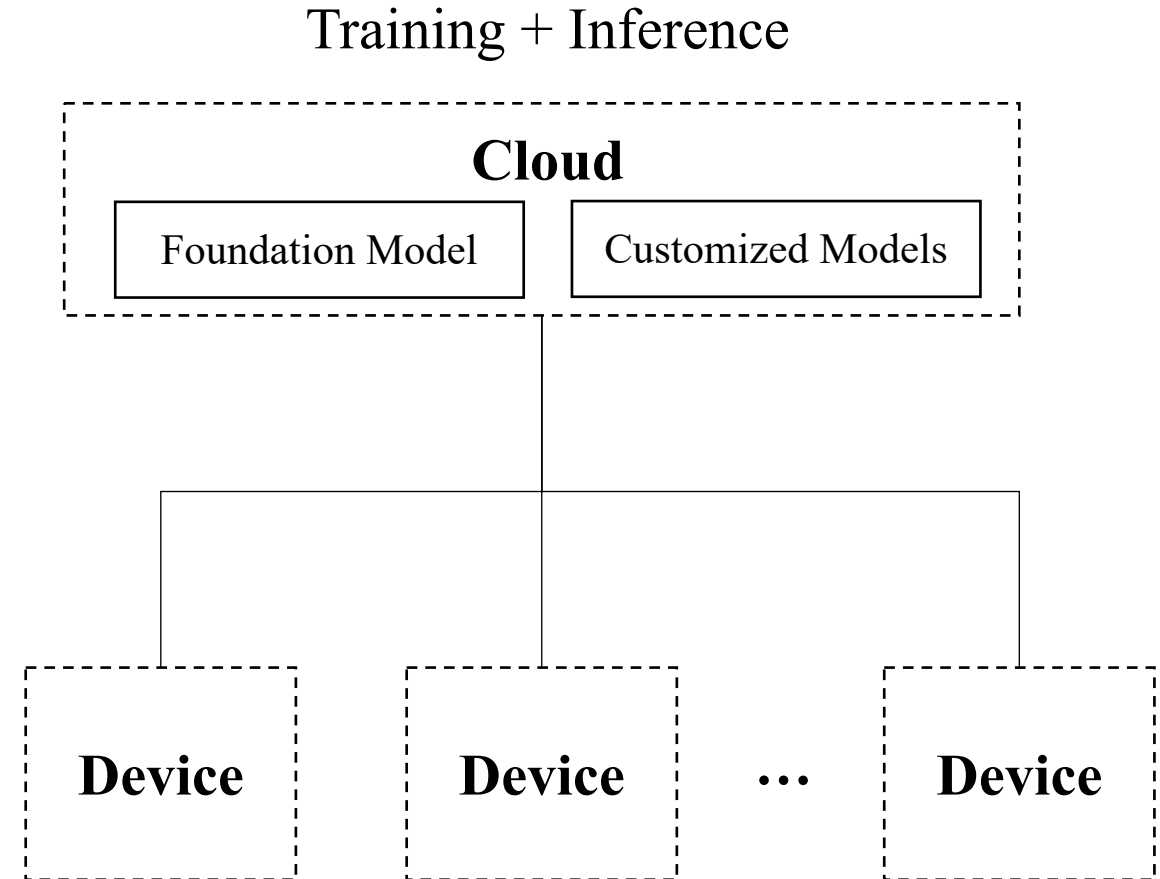 Training + Inference
Cloud
Foundation Model Customized Models
Device Device ... Device